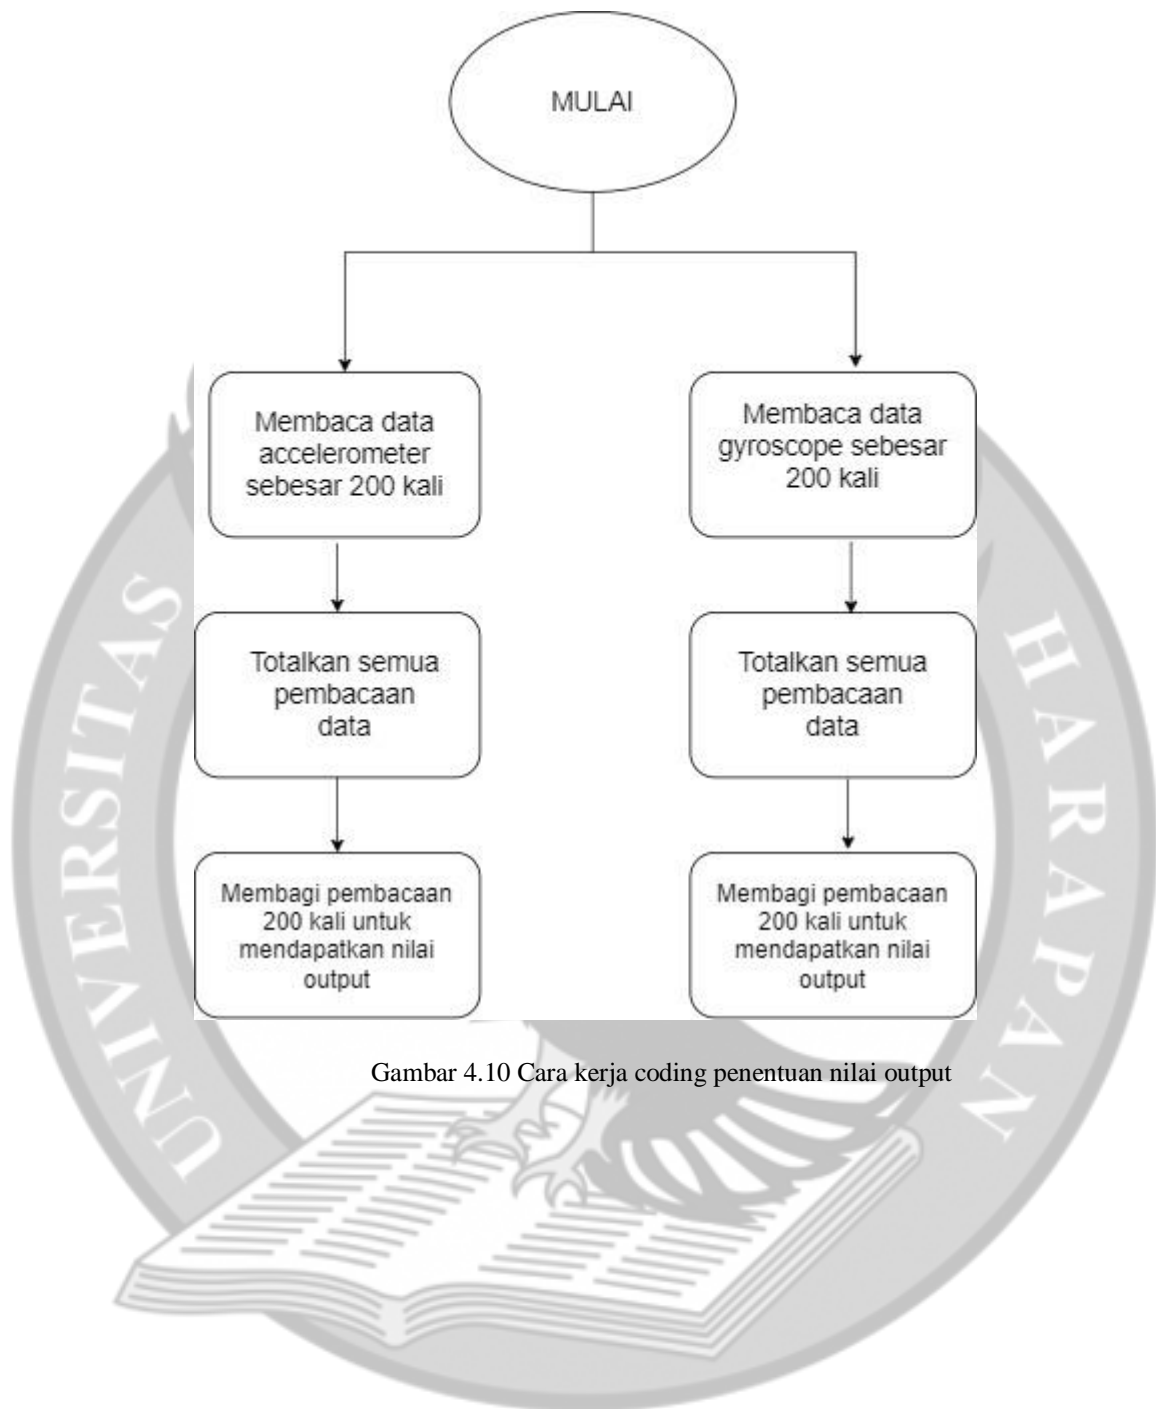 MULAI
Membaca data
accelerometer
sebesar 200 kali
Membaca data
gyroscope sebesar
200 kali
Totalkan semua
pembacaan
data
Totalkan semua
pembacaan
data
Membagi pembacaan
200 kali untuk
mendapatkan nilai
output
Membagi pembacaan
200 kali untuk
mendapatkan nilai
output
Gambar 4.10 Cara kerja coding penentuan nilai output
UNIVERSITAS
HARAPAN